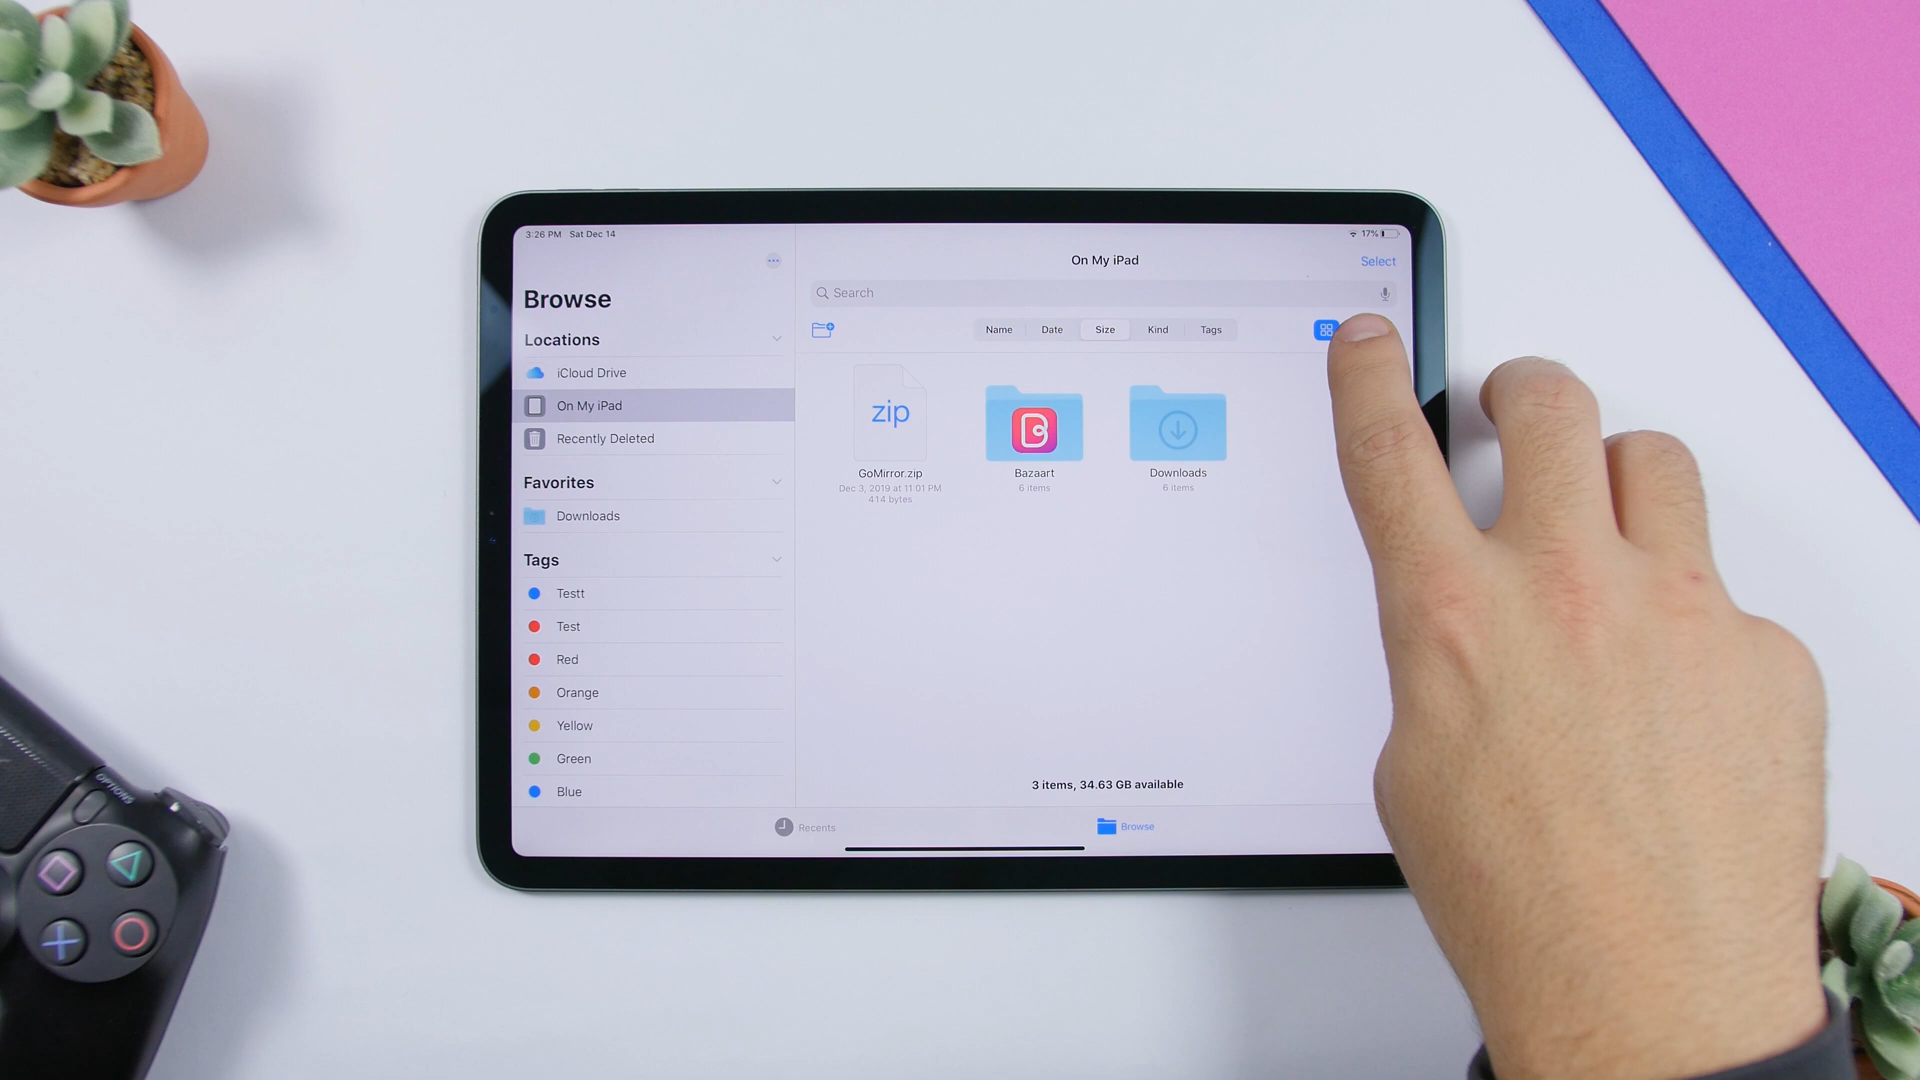 3:26 PM Sat Dec 14
17%
Browse
Locations
iCloud Drive
On My iPad
Recently Deleted
Favorites
Downloads
Tags
Testt
Test
Red
Orange
Yellow
Green
Blue
On My iPad
Select
Search
Name Date Size Kind Tags
zip
GoMirror.zip
Dec 3, 2019 at 11:01 PM
414 bytes
Bazaart
6 items
Downloads
6 items
3 items, 34.63 GB available
Recents
Browse
OPTIONS